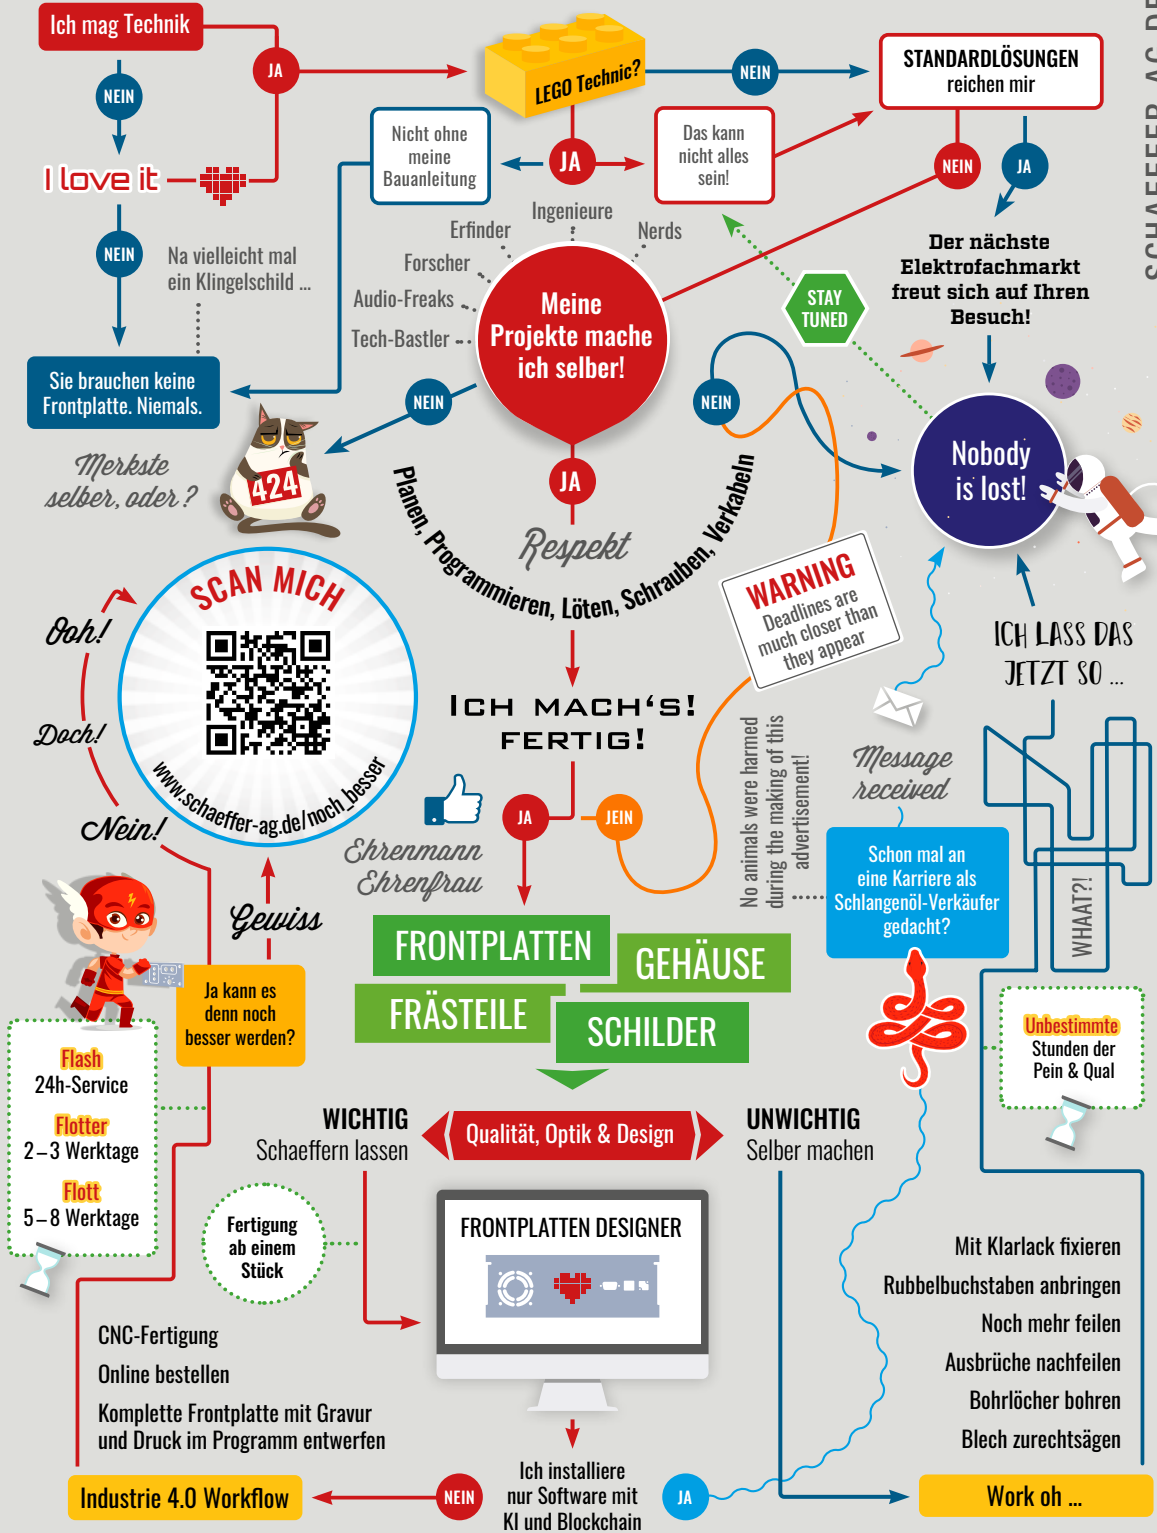 Ich mag Technik
JA
NEIN
I love it
NEIN
Na vielleicht mal
ein Klingelschild ...
Sie brauchen keine
Frontplatte. Niemals.
Merkste
selber, oder?
424
LEGO Technic?
NEIN
JA
Nicht ohne
meine
Bauanleitung
Das kann
nicht alles
sein!
STANDARDLÖSUNGEN
reichen mir
NEIN
JA
SCHAEFFER-AG.DE
Der nächste
Elektrofachmarkt
freut sich auf Ihren
Besuch!
STAY
TUNED
Nobody
is lost!
Ingenieure
Erfinder
Nerds
Forscher
Audio-Freaks
Tech-Bastler
Meine
Projekte mache
ich selber!
NEIN
NEIN
JA
Respekt
Planen, Programmieren, Löten, Schrauben, Verkabeln
WARNING
Deadlines are
much closer than
they appear
ICH LASS DAS
JETZT SO ...
ICH MACH'S!
FERTIG!
JA
JEIN
Ehrenmann
Ehrenfrau
SCAN MICH
www.schaeffer-ag.de/noch_besser
Ooh!
Doch!
Nein!
Gewiss
Ja kann es
denn noch
besser werden?
Flash
24h-Service
Flotter
2–3 Werktage
Flott
5–8 Werktage
Message
received
No animals were harmed
during the making of this
advertisement!
Schon mal an
eine Karriere als
Schlangenöl-Verkäufer
gedacht?
WHAAT?!
Unbestimmte
Stunden der
Pein & Qual
FRONTPLATTEN
GEHÄUSE
FRÄSTEILE
SCHILDER
WICHTIG
Schaeffern lassen
Qualität, Optik & Design
UNWICHTIG
Selber machen
Fertigung
ab einem
Stück
FRONTPLATTEN DESIGNER
CNC-Fertigung
Online bestellen
Komplette Frontplatte mit Gravur
und Druck im Programm entwerfen
Industrie 4.0 Workflow
NEIN
Ich installiere
nur Software mit
KI und Blockchain
JA
Mit Klarlack fixieren
Rubbelbuchstaben anbringen
Noch mehr feilen
Ausbrüche nachfeilen
Bohrlöcher bohren
Blech zurechtsägen
Work oh ...